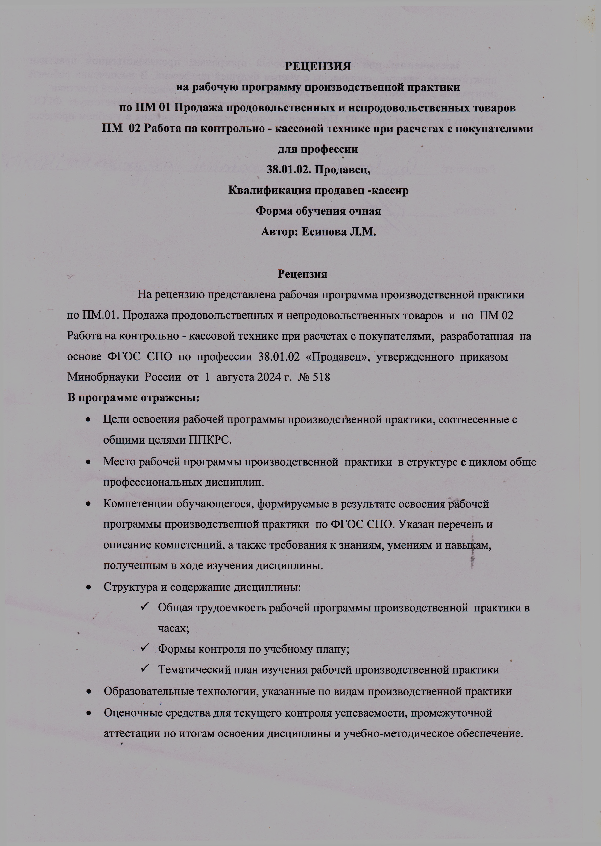 РЕЦЕНЗИЯ
на рабочую программу производственной практики
по ПМ 01 Продажа продовольственных и непродовольственных товаров
ПМ 02 Работа на контрольно - кассовой технике при расчетах с покупателями
для профессии
38.01.02. Продавец,
Квалификация продавец -кассир
Форма обучения очная
Автор: Есипова Л.М.
Рецензия
На рецензию представлена рабочая программа производственной практики
по ПМ.01. Продажа продовольственных и непродовольственных товаров и по ПМ 02
Работа на контрольно - кассовой технике при расчетах с покупателями, разработанная на
основе ФГОС СПО по профессии 38.01.02 «Продавец», утвержденного приказом
Минобрнауки России от 1 августа 2024 г. № 518
В программе отражены:
• Цели освоения рабочей программы производственной практики, соотнесенные с
общими целями ППКРС.
• Место рабочей программы производственной практики в структуре с циклом обще
профессиональных дисциплин.
• Компетенции обучающегося, формируемые в результате освоения рабочей
программы производственной практики по ФГОС СПО. Указан перечень и
описание компетенций, а также требования к знаниям, умениям и навыкам,
полученным в ходе изучения дисциплины.
• Структура и содержание дисциплины:
✓ Общая трудоемкость рабочей программы производственной практики в
часах;
✓ Формы контроля по учебному плану;
✓ Тематический план изучения рабочей производственной практики
• Образовательные технологии, указанные по видам производственной практики
• Оценочные средства для текущего контроля успеваемости, промежуточной
аттестации по итогам освоения дисциплины и учебно-методическое обеспечение.